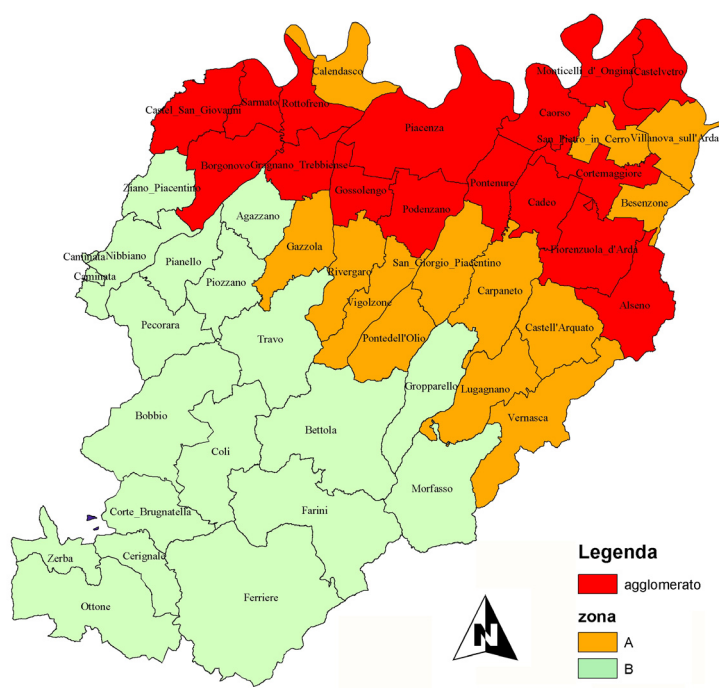 Calendasco
Monticelli_d'_Ongina
Castelvetro
Castel_San_Giovanni
Sarmato
Rottofreno
Caorso
Piacenza
San_Pietro_in_Cerro
Villanova_sull'Arda
Borgonovo
Gragnano_Trebbiense
Cortemaggiore
Ziano_Piacentino
Gossolengo
Pontenure
Podenzano
Cadeo
Besenzone
Agazzano
Gazzola
Fiorenzuola_d'Arda
Caminata
Nibbiano
Pianello
San_Giorgio_Piacentino
Rivergaro
Caminata
Piozzano
Carpaneto
Vigolzone
Alseno
Pecorara
Castell'Arquato
Travo
Pontedell'Olio
Gropparello
Lugagnano
Bobbio
Vernasca
Bettola
Coli
Morfasso
Corte_Brugnatella
Farini
Zerba
Cerignale
Ferriere
Ottone
Legenda
agglomerato
zona
A
B
N